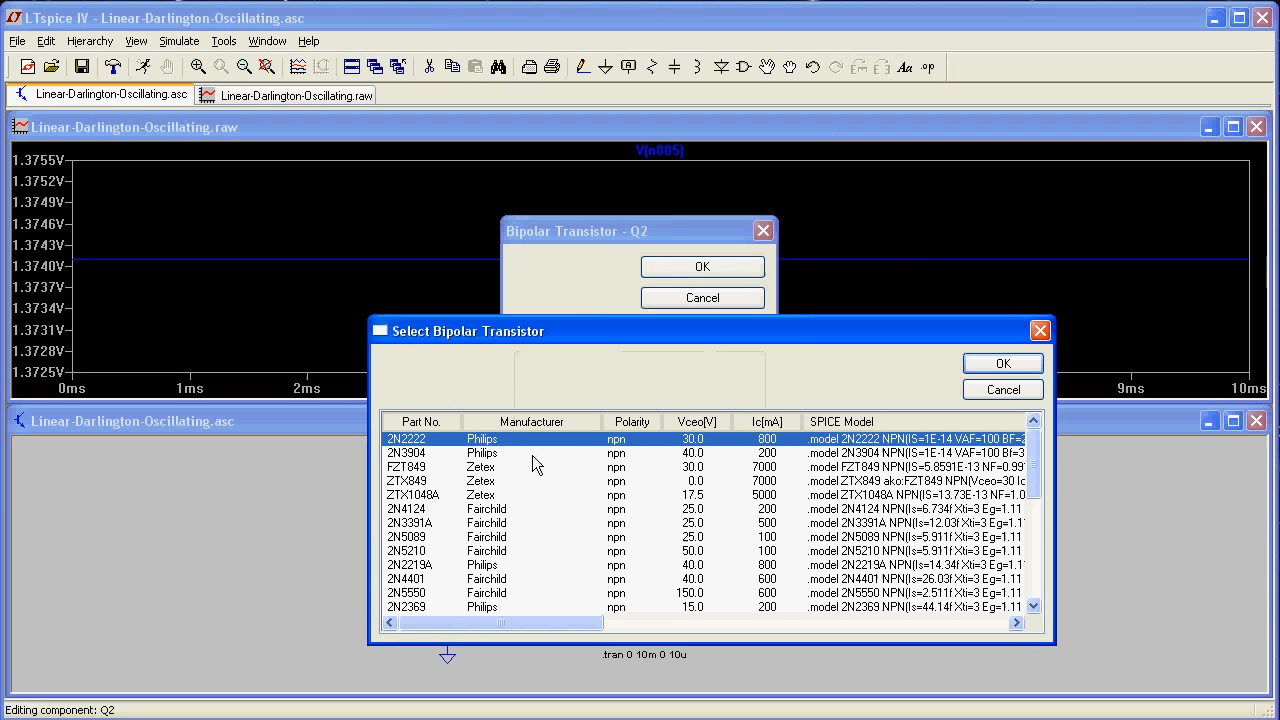 LTspice IV - Linear-Darlington-Oscillating.asc
File Edit Hierarchy View Simulate Tools Window Help
Linear-Darlington-Oscillating.asc Linear-Darlington-Oscillating.raw
Linear-Darlington-Oscillating.raw
V(n005)
1.3755V
1.3752V
1.3749V
1.3746V
1.3743V
1.3740V
1.3737V
1.3734V
1.3731V
1.3728V
1.3725V
0ms 1ms 2ms 9ms 10ms
Bipolar Transistor - Q2
OK
Cancel
Select Bipolar Transistor
OK
Cancel
Part No. Manufacturer Polarity Vceo[V] Ic[mA] SPICE Model
2N2222 Philips npn 30.0 800 .model 2N2222 NPN(IS=1E-14 VAF=100 BF=2
2N3904 Philips npn 40.0 200 .model 2N3904 NPN(IS=1E-14 VAF=100 BF=3
FZT849 Zetex npn 30.0 7000 .model FZT849 NPN(IS=5.8591E-13 NF=0.99
ZTX849 Zetex npn 0.0 7000 .model ZTX849 ako:FZT849 NPN(Vceo=30 Ic
ZTX1048A Zetex npn 17.5 5000 .model ZTX1048A NPN(IS=13.73E-13 NF=1.0
2N4124 Fairchild npn 25.0 200 .model 2N4124 NPN(Is=6.734f Xti=3 Eg=1.11
2N3391A Fairchild npn 25.0 500 .model 2N3391A NPN(Is=12.03f Xti=3 Eg=1.1
2N5089 Fairchild npn 25.0 100 .model 2N5089 NPN(Is=5.911f Xti=3 Eg=1.11
2N5210 Fairchild npn 50.0 100 .model 2N5210 NPN(Is=5.911f Xti=3 Eg=1.11
2N2219A Philips npn 40.0 800 .model 2N2219A NPN(Is=14.34f Xti=3 Eg=1.1
2N4401 Fairchild npn 40.0 600 .model 2N4401 NPN(Is=26.03f Xti=3 Eg=1.11
2N5550 Fairchild npn 150.0 600 .model 2N5550 NPN(Is=2.511f Xti=3 Eg=1.11
2N2369 Philips npn 15.0 200 .model 2N2369 NPN(Is=44.14f Xti=3 Eg=1.11
Linear-Darlington-Oscillating.asc
.tran 0 10m 0 10u
Editing component: Q2